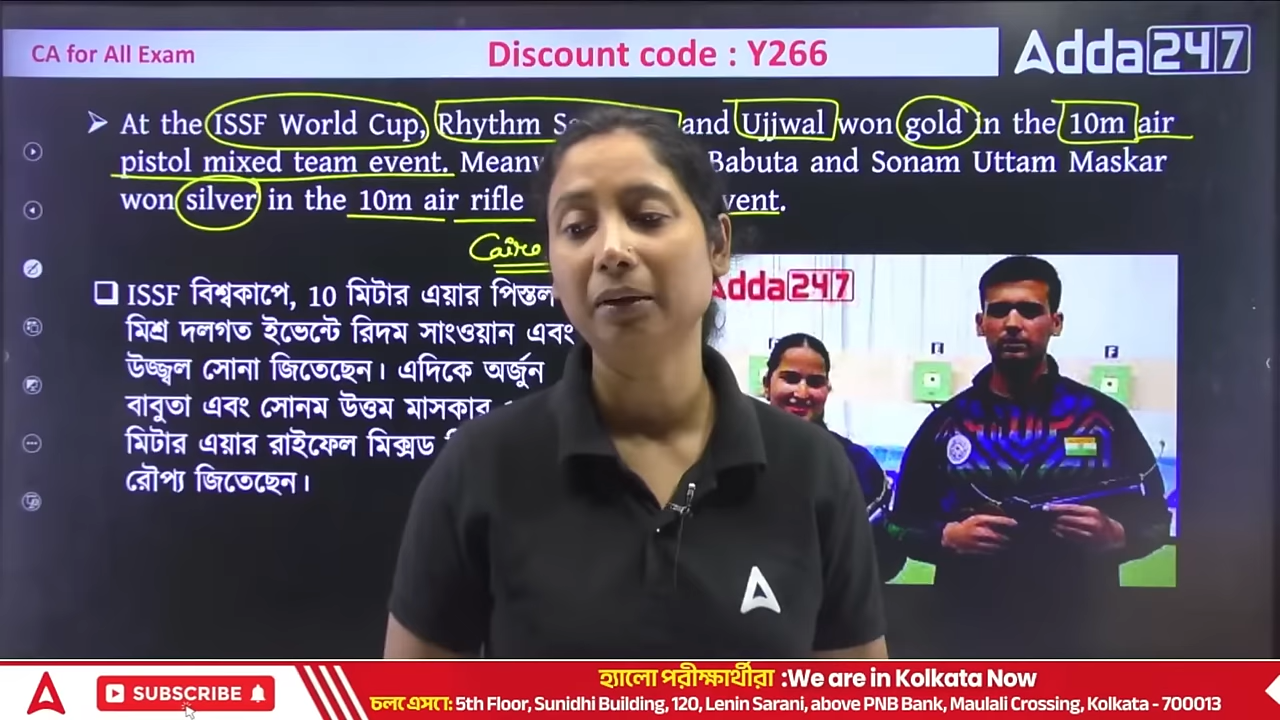 CA for All Exam
Discount code : Y266
Adda247
➤ At the ISSF World Cup, Rhythm and Ujjwal won gold in the 10m air
pistol mixed team event. Babuta and Sonam Uttam Maskar
won silver in the 10m air rifle
Cairo
❑ ISSF বিশ্বকাপে, 10 মিটার এয়ার পিস্তল
মিশ্র দলগত ইভেন্টে রিদম সাংওয়ান এবং
উজ্জ্বল সোনা জিতেছেন। এদিকে অর্জুন
বাবুতা এবং সোনম উত্তম মাসকার
মিটার এয়ার রাইফেল মিক্সড
রৌপ্য জিতেছেন।
Adda247
E
F
SUBSCRIBE
হ্যালো পরীক্ষার্থীরা :We are in Kolkata Now
চলে এসো: 5th Floor, Sunidhi Building, 120, Lenin Sarani, above PNB Bank, Maulali Crossing, Kolkata - 700013